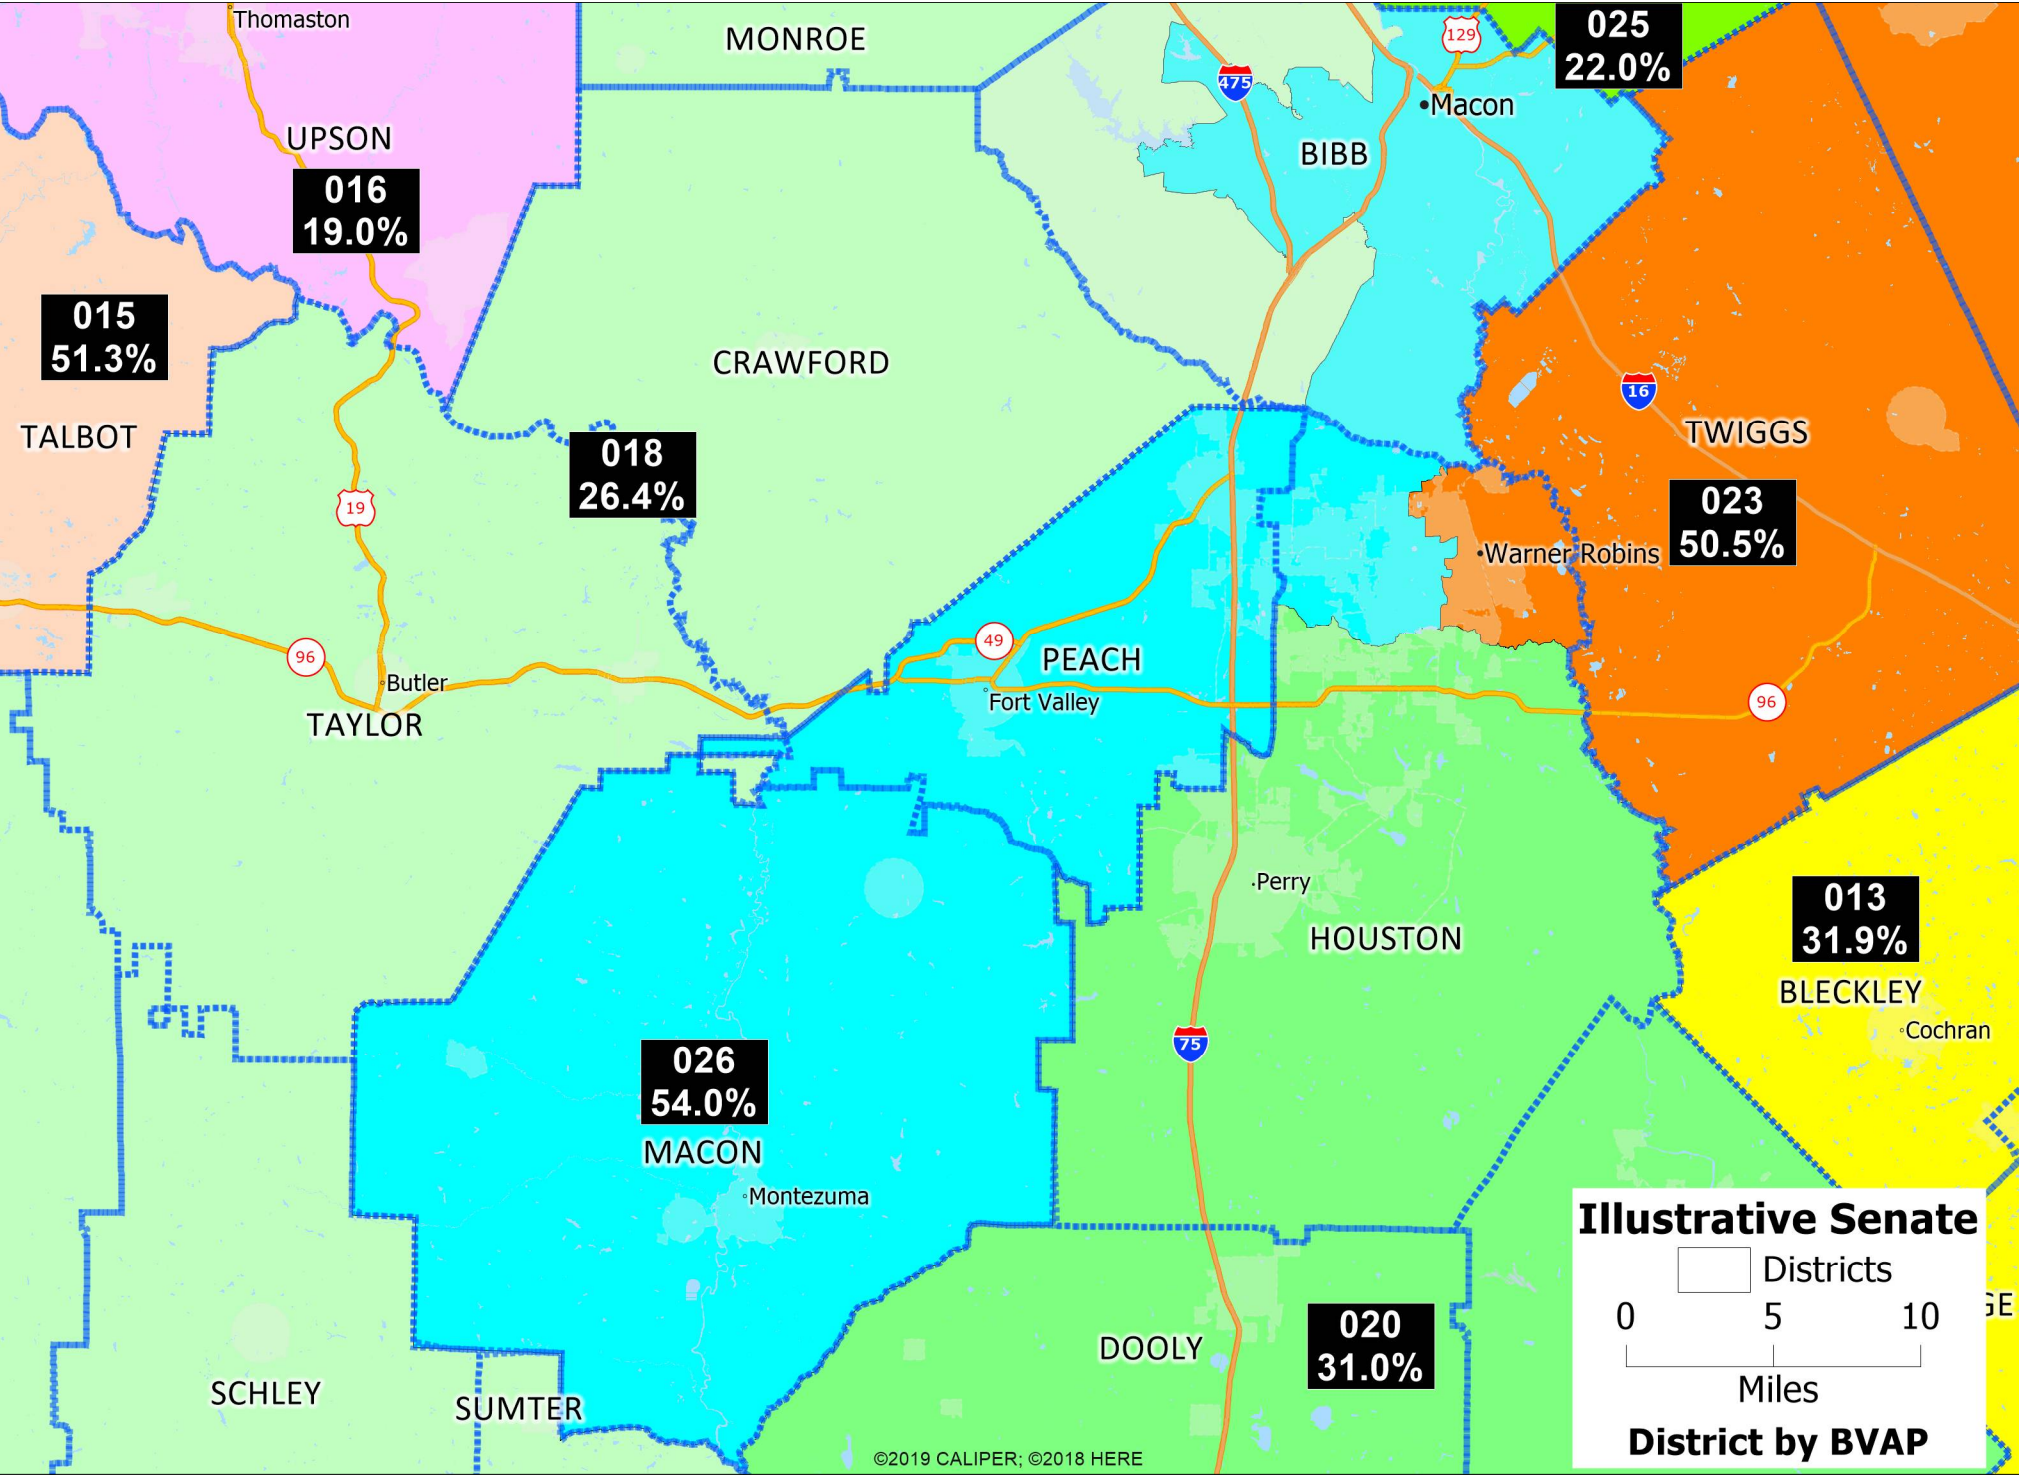 Thomaston
MONROE
129
025
22.0%
475
Macon
UPSON
BIBB
016
19.0%
015
51.3%
CRAWFORD
16
TALBOT
TWIGGS
018
26.4%
19
023
50.5%
Warner Robins
49
96
PEACH
Butler
Fort Valley
96
TAYLOR
Perry
013
31.9%
HOUSTON
BLECKLEY
Cochran
75
026
54.0%
MACON
Montezuma
Illustrative Senate
Districts
0 5 10
Miles
District by BVAP
GE
020
31.0%
DOOLY
SCHLEY
SUMTER
©2019 CALIPER; ©2018 HERE